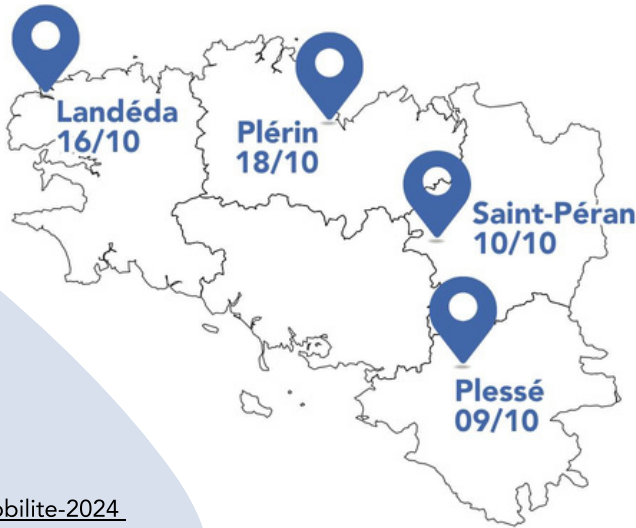 Landéda
16/10
Plérin
18/10
Saint-Péran
10/10
Plessé
09/10
obilite-2024